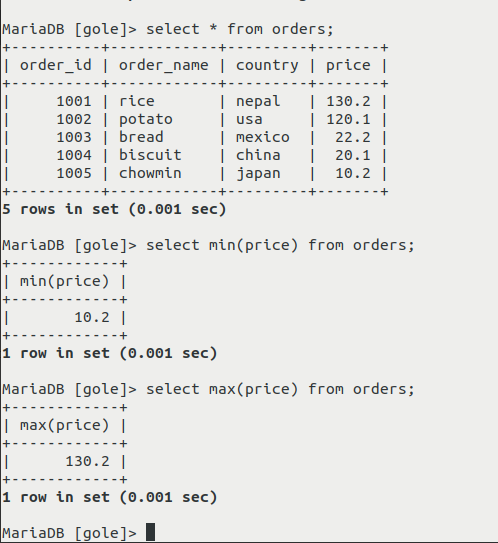 MariaDB [gole]> select * from orders;
+----------+------------+---------+-------+
| order_id | order_name | country | price |
+----------+------------+---------+-------+
|     1001 | rice       | nepal   | 130.2 |
|     1002 | potato     | usa     | 120.1 |
|     1003 | bread      | mexico  |  22.2 |
|     1004 | biscuit    | china   |  20.1 |
|     1005 | chowmin    | japan   |  10.2 |
+----------+------------+---------+-------+
5 rows in set (0.001 sec)
MariaDB [gole]> select min(price) from orders;
+------------+
| min(price) |
+------------+
|       10.2 |
+------------+
1 row in set (0.001 sec)
MariaDB [gole]> select max(price) from orders;
+------------+
| max(price) |
+------------+
|      130.2 |
+------------+
1 row in set (0.001 sec)
MariaDB [gole]>